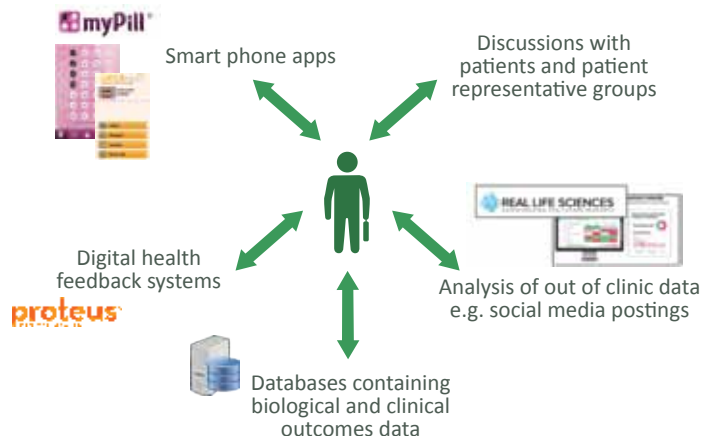 myPill®
Smart phone apps
Discussions with
patients and patient
representative groups
REAL LIFE SCIENCES
Digital health
feedback systems
proteus
Analysis of out of clinic data
e.g. social media postings
Databases containing
biological and clinical
outcomes data